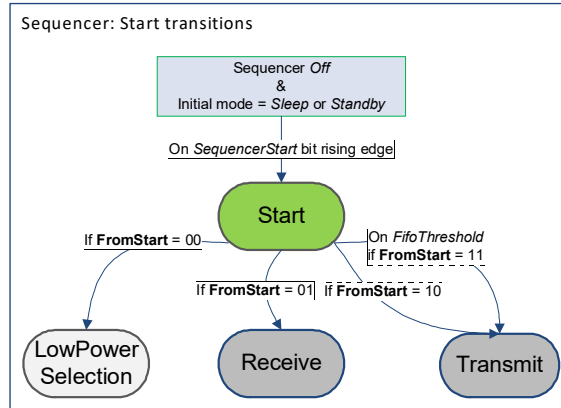 Sequencer: Start transitions
Sequencer Off
&
Initial mode = Sleep or Standby
On SequencerStart bit rising edge
Start
If FromStart = 00
On FifoThreshold
if FromStart = 11
If FromStart = 01
If FromStart = 10
LowPower
Selection
Receive
Transmit